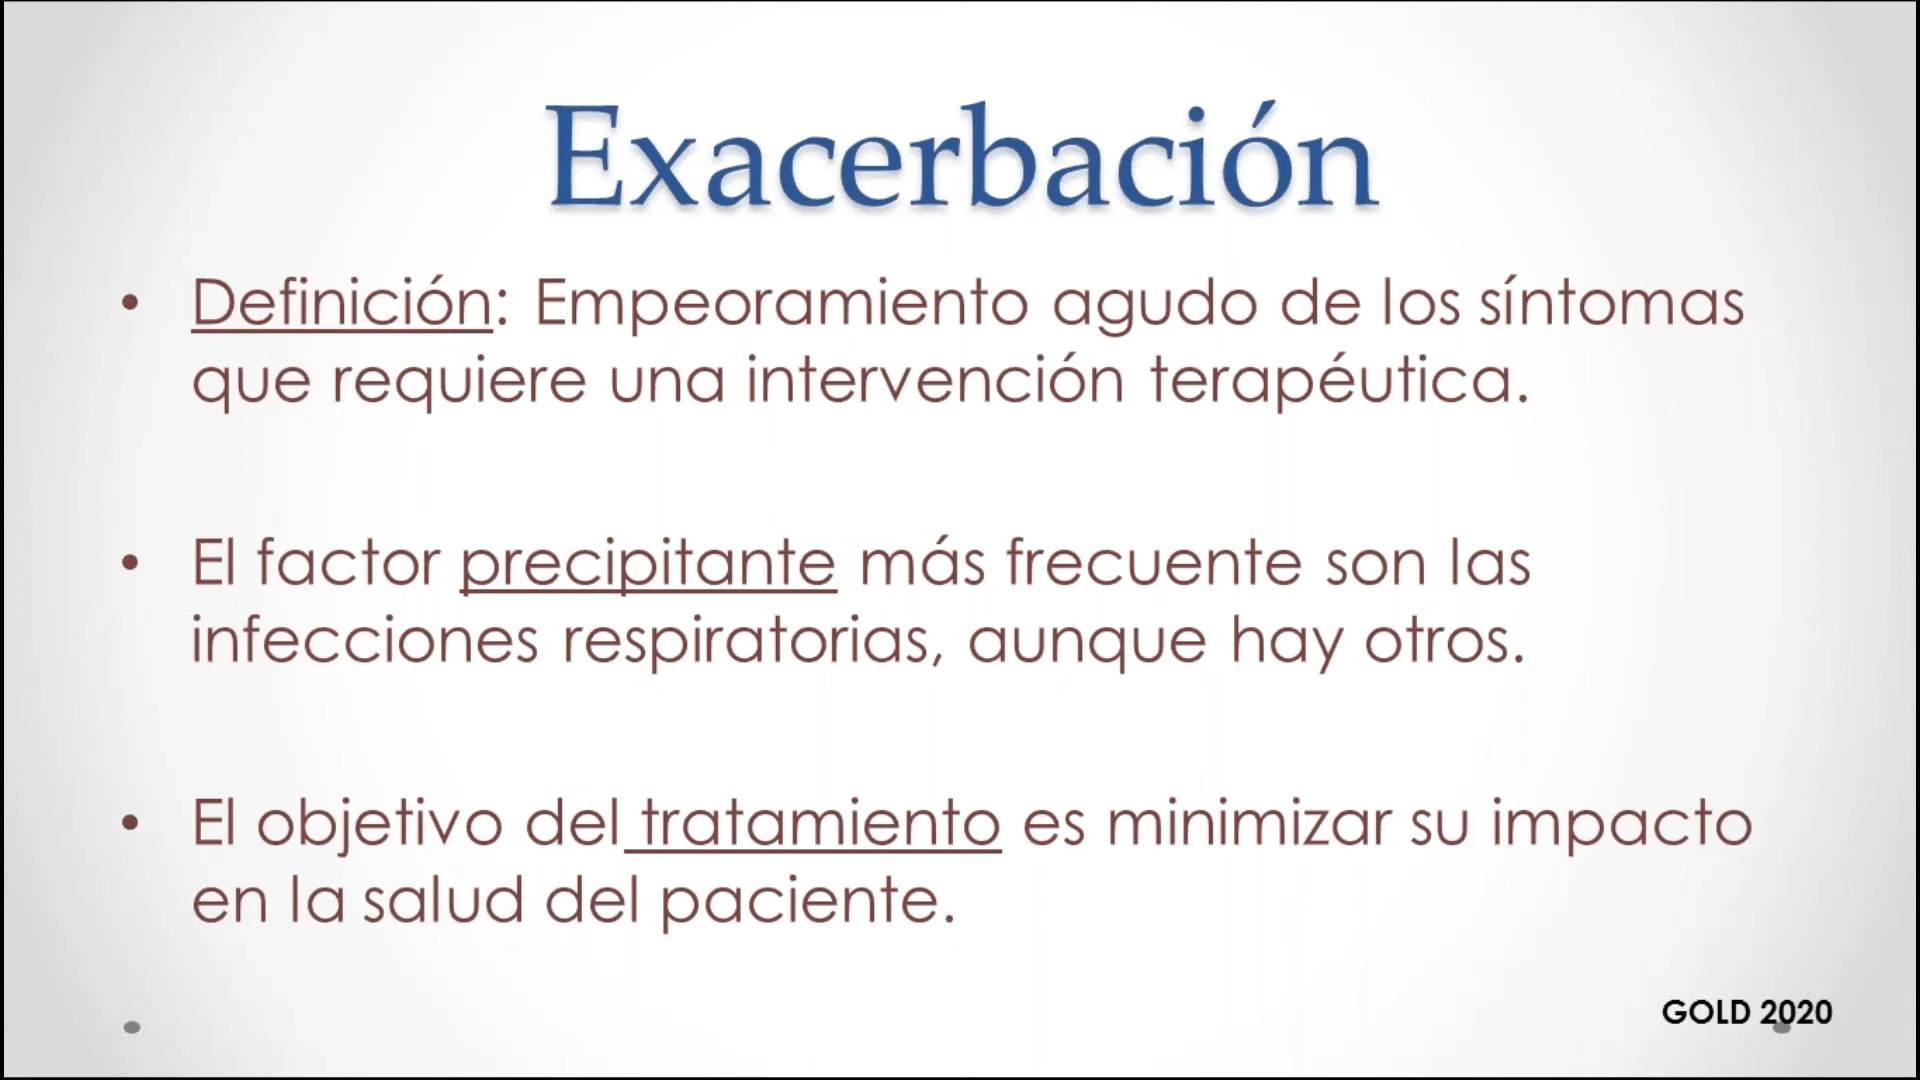 Exacerbación
• Definición: Empeoramiento agudo de los síntomas
que requiere una intervención terapéutica.
• El factor precipitante más frecuente son las
infecciones respiratorias, aunque hay otros.
• El objetivo del tratamiento es minimizar su impacto
en la salud del paciente.
GOLD 2020